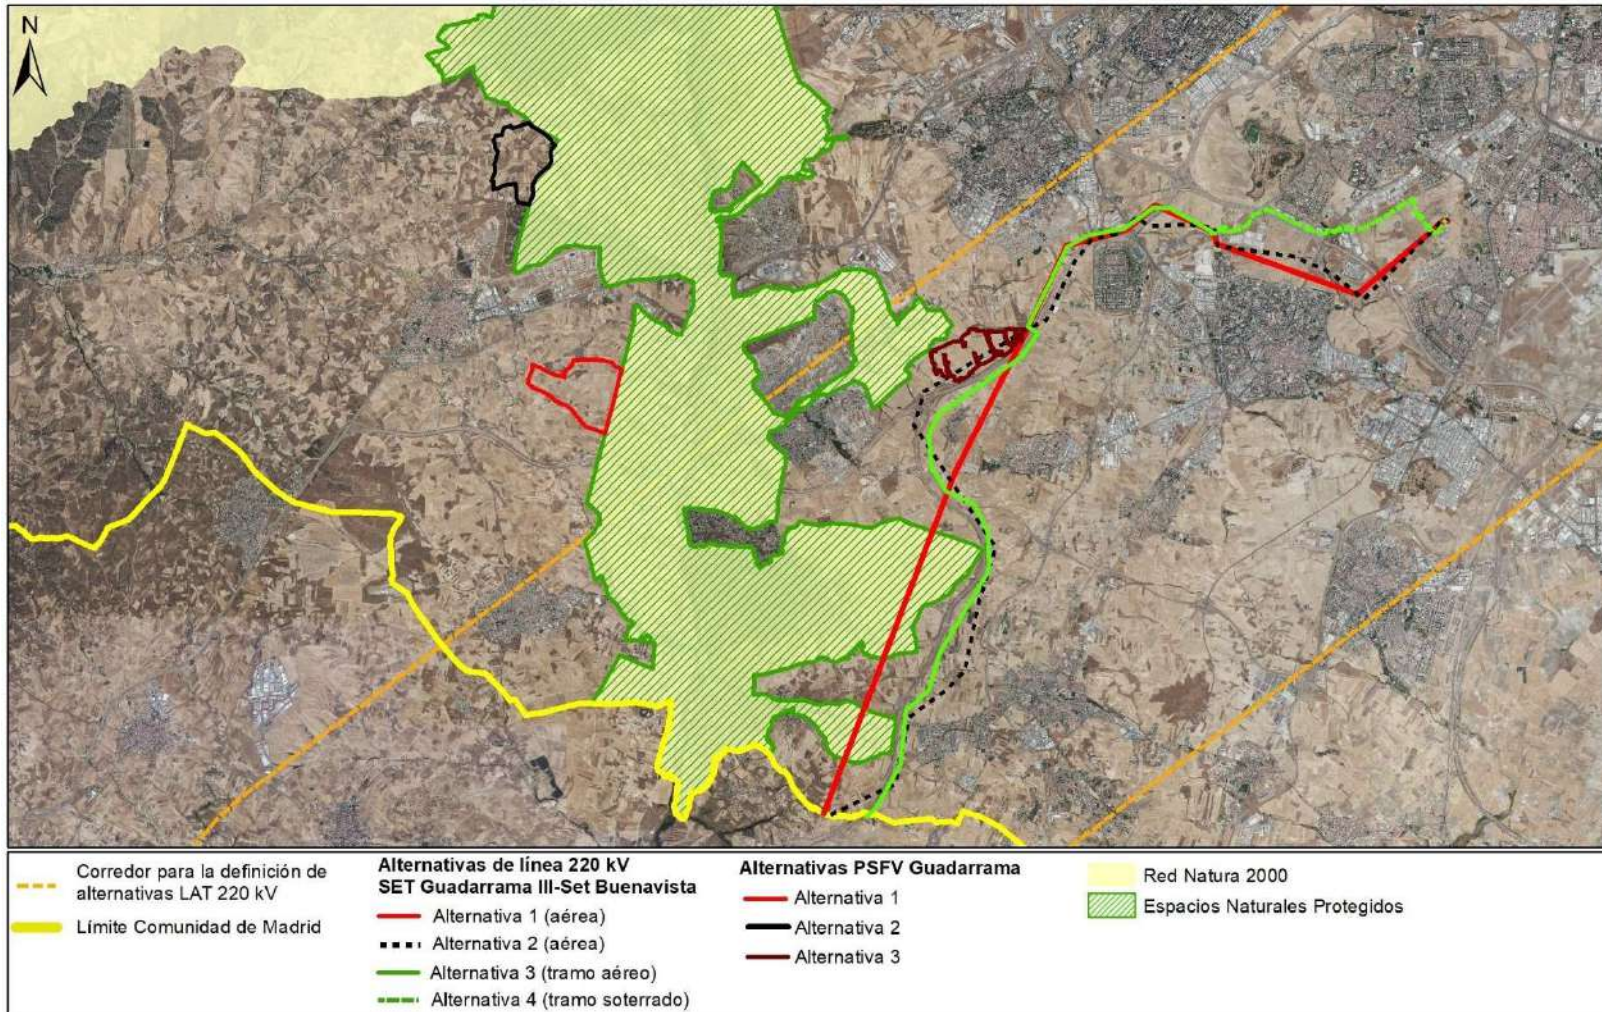 N
Corredor para la definición de
alternativas LAT 220 kV
Límite Comunidad de Madrid
Alternativas de línea 220 kV
SET Guadarrama III-Set Buenavista
Alternativa 1 (aérea)
Alternativa 2 (aérea)
Alternativa 3 (tramo aéreo)
Alternativa 4 (tramo soterrado)
Alternativas PSFV Guadarrama
Alternativa 1
Alternativa 2
Alternativa 3
Red Natura 2000
Espacios Naturales Protegidos